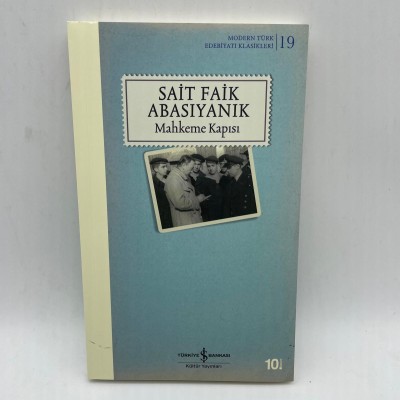 MODERN TÜRK
EDEBİYATI KLASİKLERİ 19
SAİT FAİK
ABASIYANIK
Mahkeme Kapısı
TÜRKİYE İŞ BANKASI
Kültür Yayınları
10